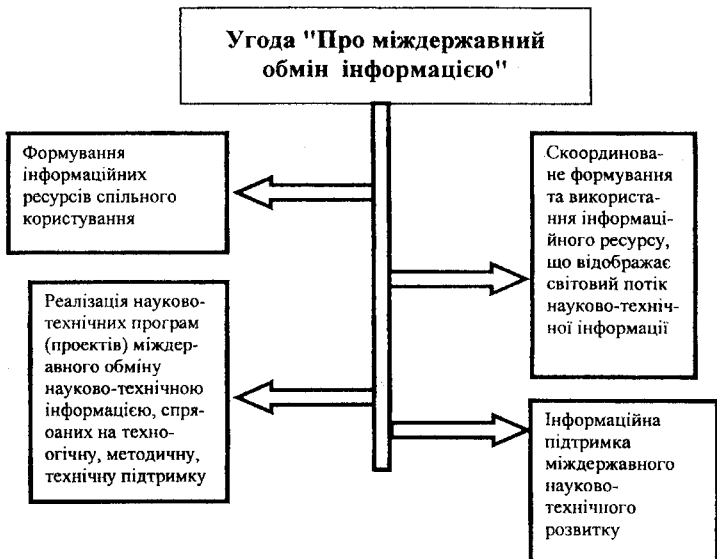 Угода "Про міждержавний
обмін інформацією"
Формування
інформаційних
ресурсів спільного
користування
Скоординова-
не формування
та використа-
ння інформаці-
йного ресурсу,
що відображає
світовий потік
науково-техніч-
ної інформації
Реалізація науково-
технічних програм
(проектів) міждер-
авного обміну
науково-технічною
інформацією, спря-
оаних на техно-
огічну, методичну,
технічну підтримку
Інформаційна
підтримка
міждержавного
науково-
технічного
розвитку